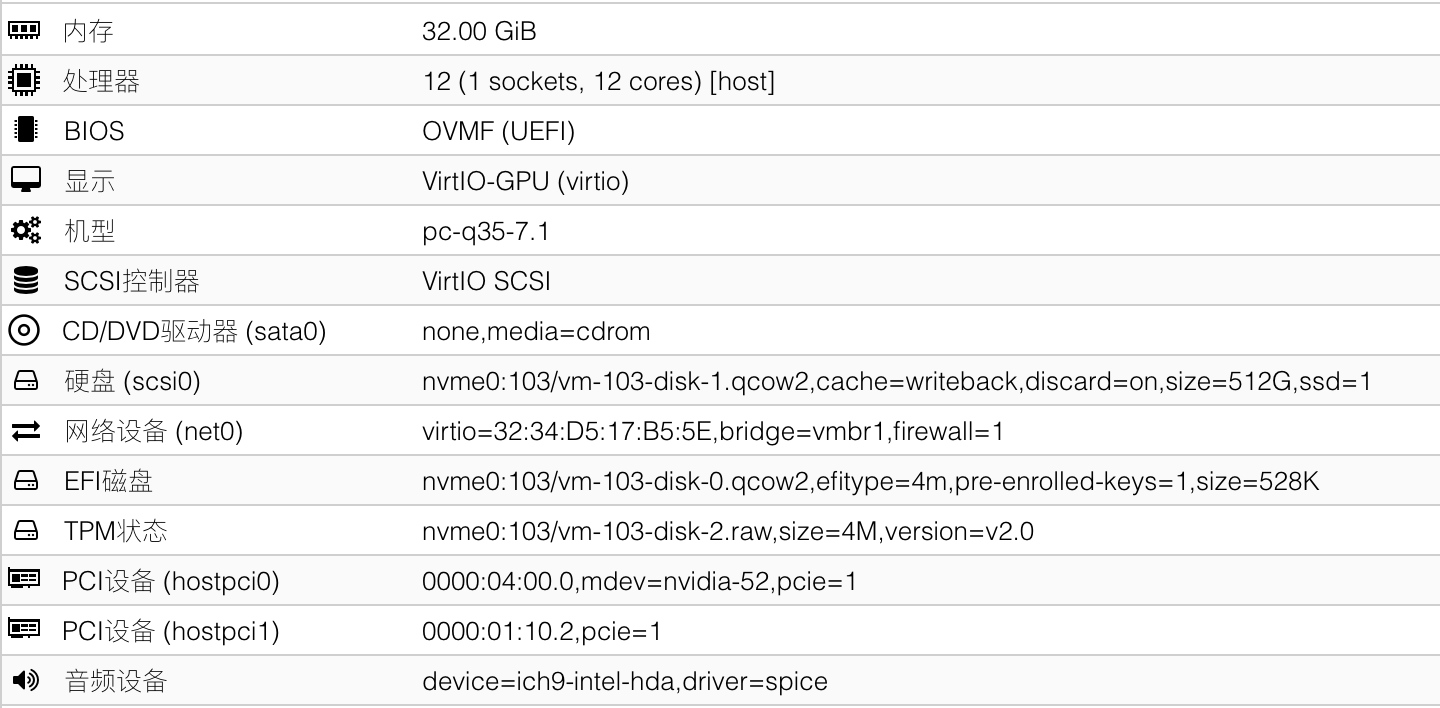 内存 32.00 GiB
处理器 12 (1 sockets, 12 cores) [host]
BIOS OVMF (UEFI)
显示 VirtIO-GPU (virtio)
机型 pc-q35-7.1
SCSI控制器 VirtIO SCSI
CD/DVD驱动器 (sata0) none,media=cdrom
硬盘 (scsi0) nvme0:103/vm-103-disk-1.qcow2,cache=writeback,discard=on,size=512G,ssd=1
网络设备 (net0) virtio=32:34:D5:17:B5:5E,bridge=vmbr1,firewall=1
EFI磁盘 nvme0:103/vm-103-disk-0.qcow2,efitype=4m,pre-enrolled-keys=1,size=528K
TPM状态 nvme0:103/vm-103-disk-2.raw,size=4M,version=v2.0
PCI设备 (hostpci0) 0000:04:00.0,mdev=nvidia-52,pcie=1
PCI设备 (hostpci1) 0000:01:10.2,pcie=1
音频设备 device=ich9-intel-hda,driver=spice